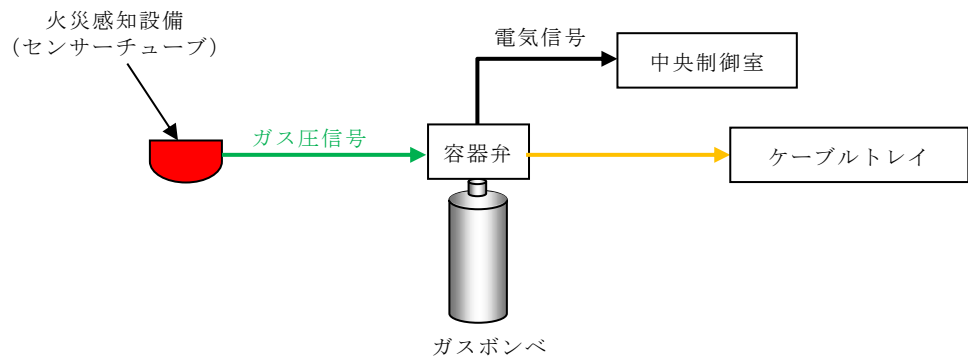 火災感知設備
（センサーチューブ）
電気信号
中央制御室
ガス圧信号
容器弁
ケーブルトレイ
ガスボンベ